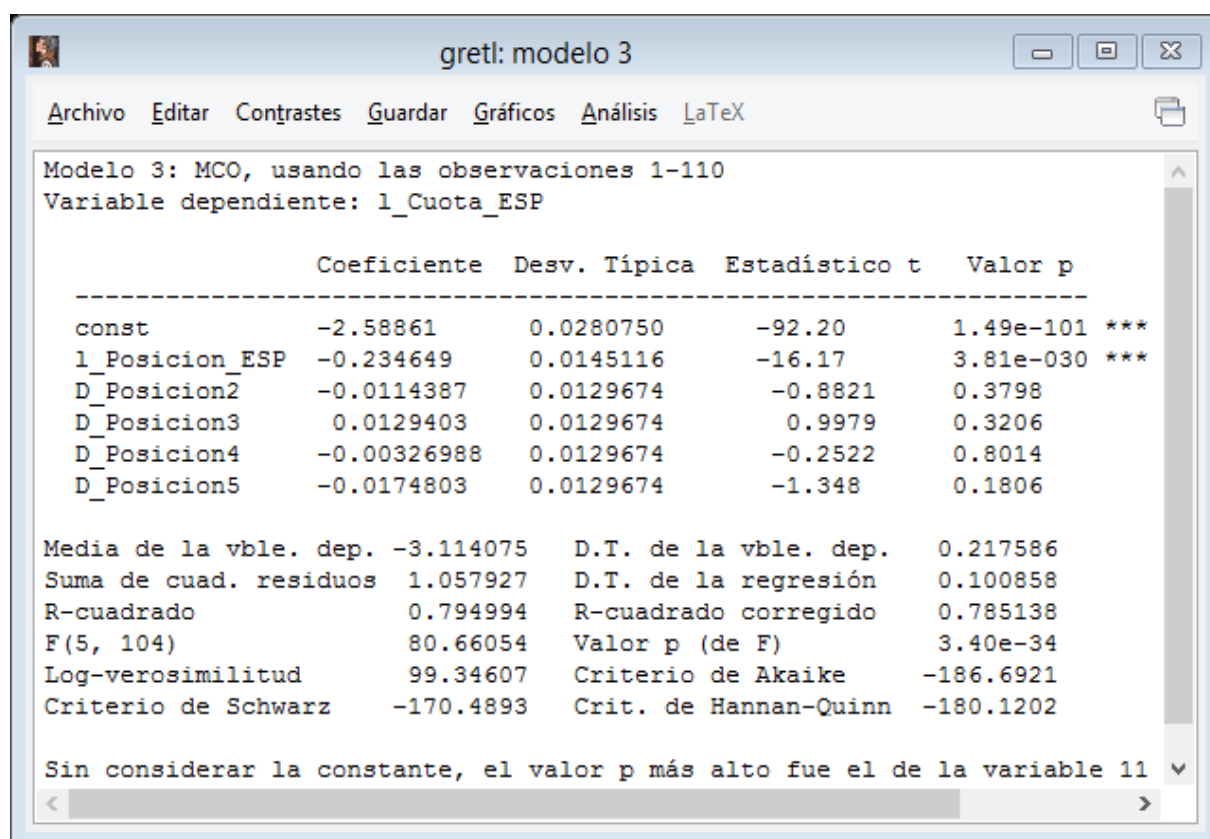 gretl: modelo 3
Archivo Editar Contrastes Guardar Gráficos Análisis LaTeX
Modelo 3: MCO, usando las observaciones 1-110
Variable dependiente: l_Cuota_ESP
Coeficiente Desv. Típica Estadístico t Valor p
const -2.58861 0.0280750 -92.20 1.49e-101 ***
l_Posicion_ESP -0.234649 0.0145116 -16.17 3.81e-030 ***
D_Posicion2 -0.0114387 0.0129674 -0.8821 0.3798
D_Posicion3 0.0129403 0.0129674 0.9979 0.3206
D_Posicion4 -0.00326988 0.0129674 -0.2522 0.8014
D_Posicion5 -0.0174803 0.0129674 -1.348 0.1806
Media de la vble. dep. -3.114075 D.T. de la vble. dep. 0.217586
Suma de cuad. residuos 1.057927 D.T. de la regresión 0.100858
R-cuadrado 0.794994 R-cuadrado corregido 0.785138
F(5, 104) 80.66054 Valor p (de F) 3.40e-34
Log-verosimilitud 99.34607 Criterio de Akaike -186.6921
Criterio de Schwarz -170.4893 Crit. de Hannan-Quinn -180.1202
Sin considerar la constante, el valor p más alto fue el de la variable 11